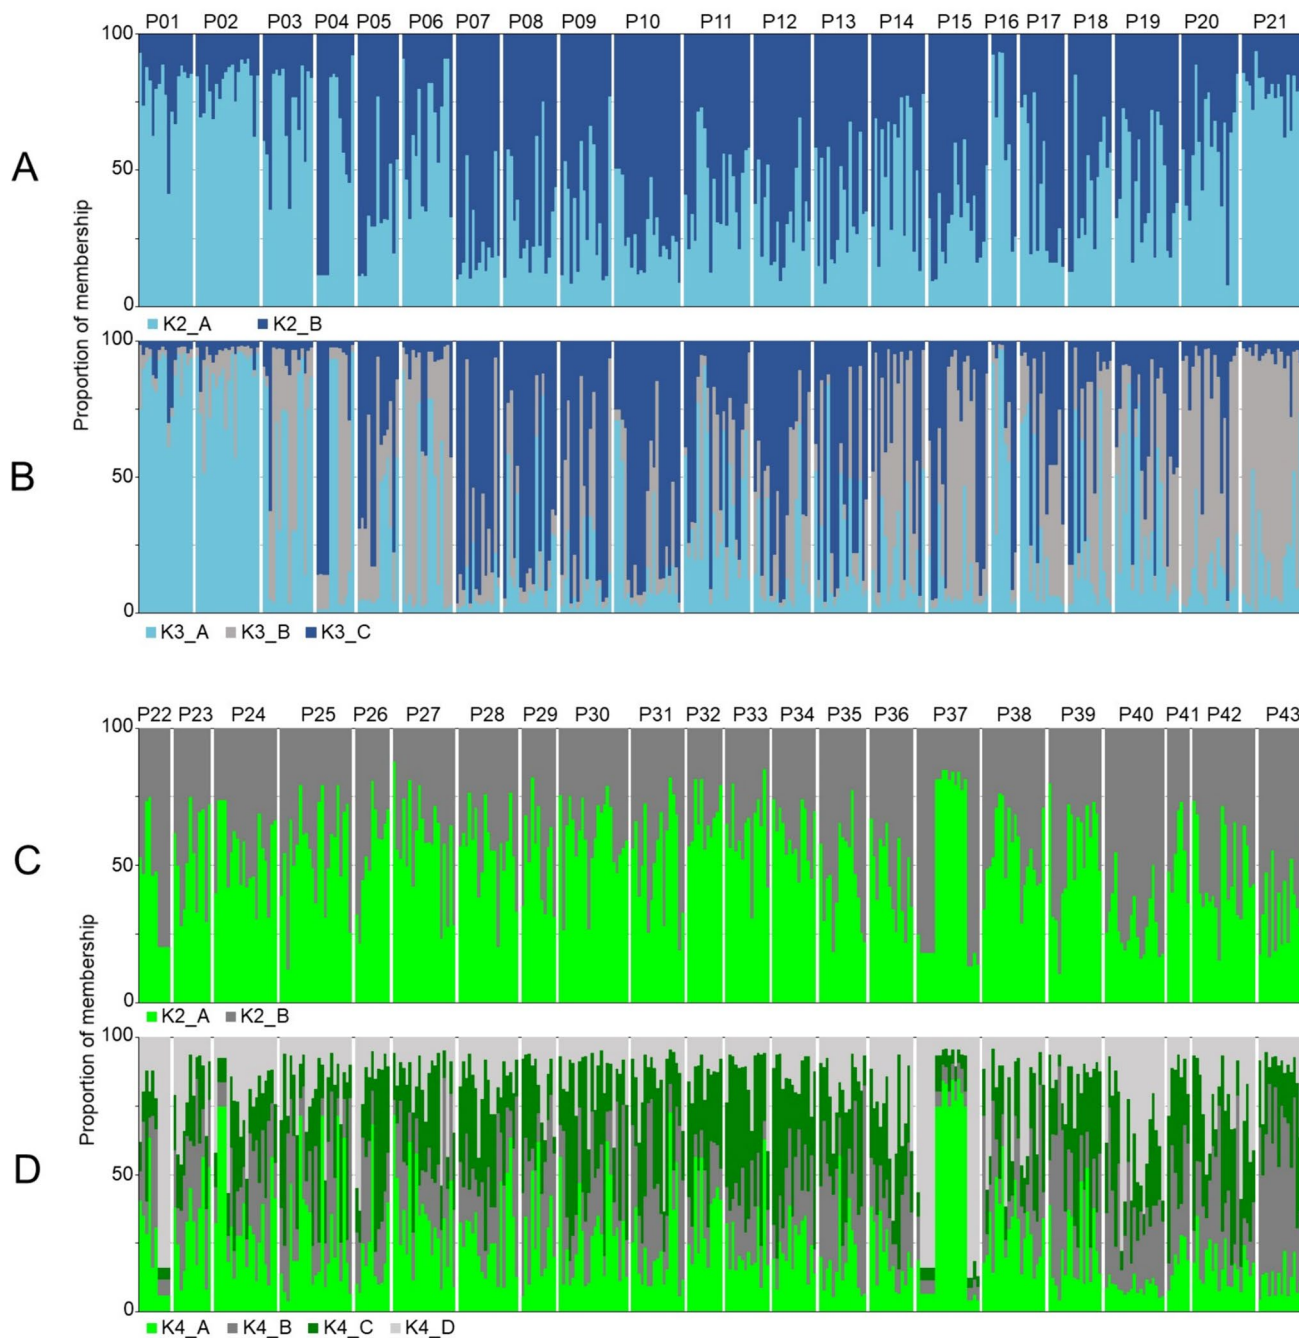 P01 P02 P03 P04 P05 P06 P07 P08 P09 P10 P11 P12 P13 P14 P15 P16 P17 P18 P19 P20 P21
100
A
50
Proportion of membership
0
K2_A K2_B
100
B
50
0
K3_A K3_B K3_C
P22 P23 P24 P25 P26 P27 P28 P29 P30 P31 P32 P33 P34 P35 P36 P37 P38 P39 P40 P41 P42 P43
100
C
50
Proportion of membership
0
K2_A K2_B
100
D
50
0
K4_A K4_B K4_C K4_D